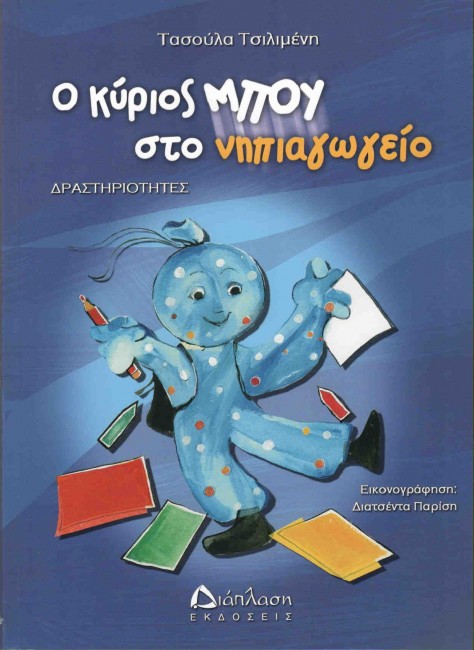 Τασούλα Τσιλιμένη
Ο κύριος ΜΠΟΥ
στο νηπιαγωγείο
ΔΡΑΣΤΗΡΙΟΤΗΤΕΣ
Εικονογράφηση:
Διατσέντα Παρίση
Διάπλαση
ΕΚΔΟΣΕΙΣ